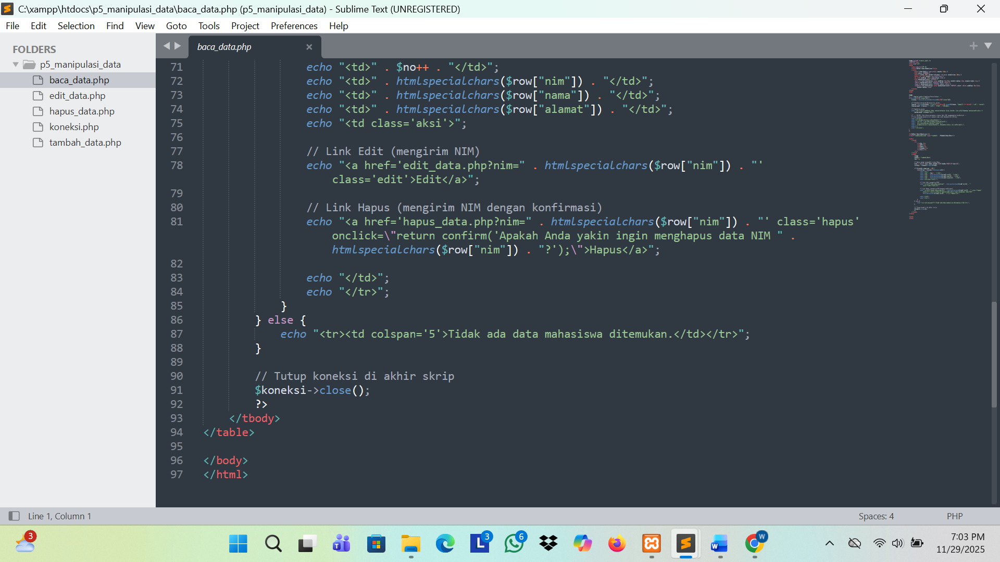 C:\xampp\htdocs\p5_manipulasi_data\baca_data.php (p5_manipulasi_data) - Sublime Text (UNREGISTERED)
File Edit Selection Find View Goto Tools Project Preferences Help
FOLDERS
p5_manipulasi_data
baca_data.php
edit_data.php
hapus_data.php
koneksi.php
tambah_data.php
baca_data.php
71 echo "<td>" . $no++ . "</td>";
72 echo "<td>" . htmlspecialchars($row["nim"]) . "</td>";
73 echo "<td>" . htmlspecialchars($row["nama"]) . "</td>";
74 echo "<td>" . htmlspecialchars($row["alamat"]) . "</td>";
75 echo "<td class='aksi'>";
76
77 // Link Edit (mengirim NIM)
78 echo "<a href='edit_data.php?nim=" . htmlspecialchars($row["nim"]) . "'
class='edit'>Edit</a>";
79
80 // Link Hapus (mengirim NIM dengan konfirmasi)
81 echo "<a href='hapus_data.php?nim=" . htmlspecialchars($row["nim"]) . "' class='hapus'
onclick=\"return confirm('Apakah Anda yakin ingin menghapus data NIM " .
htmlspecialchars($row["nim"]) . "?');\">Hapus</a>";
82
83 echo "</td>";
84 echo "</tr>";
85 }
86 } else {
87 echo "<tr><td colspan='5'>Tidak ada data mahasiswa ditemukan.</td></tr>";
88 }
89
90 // Tutup koneksi di akhir skrip
91 $koneksi->close();
92 ?>
93 </tbody>
94 </table>
95
96 </body>
97 </html>
Line 1, Column 1
Spaces: 4
PHP
3
3
6
W
7:03 PM
11/29/2025